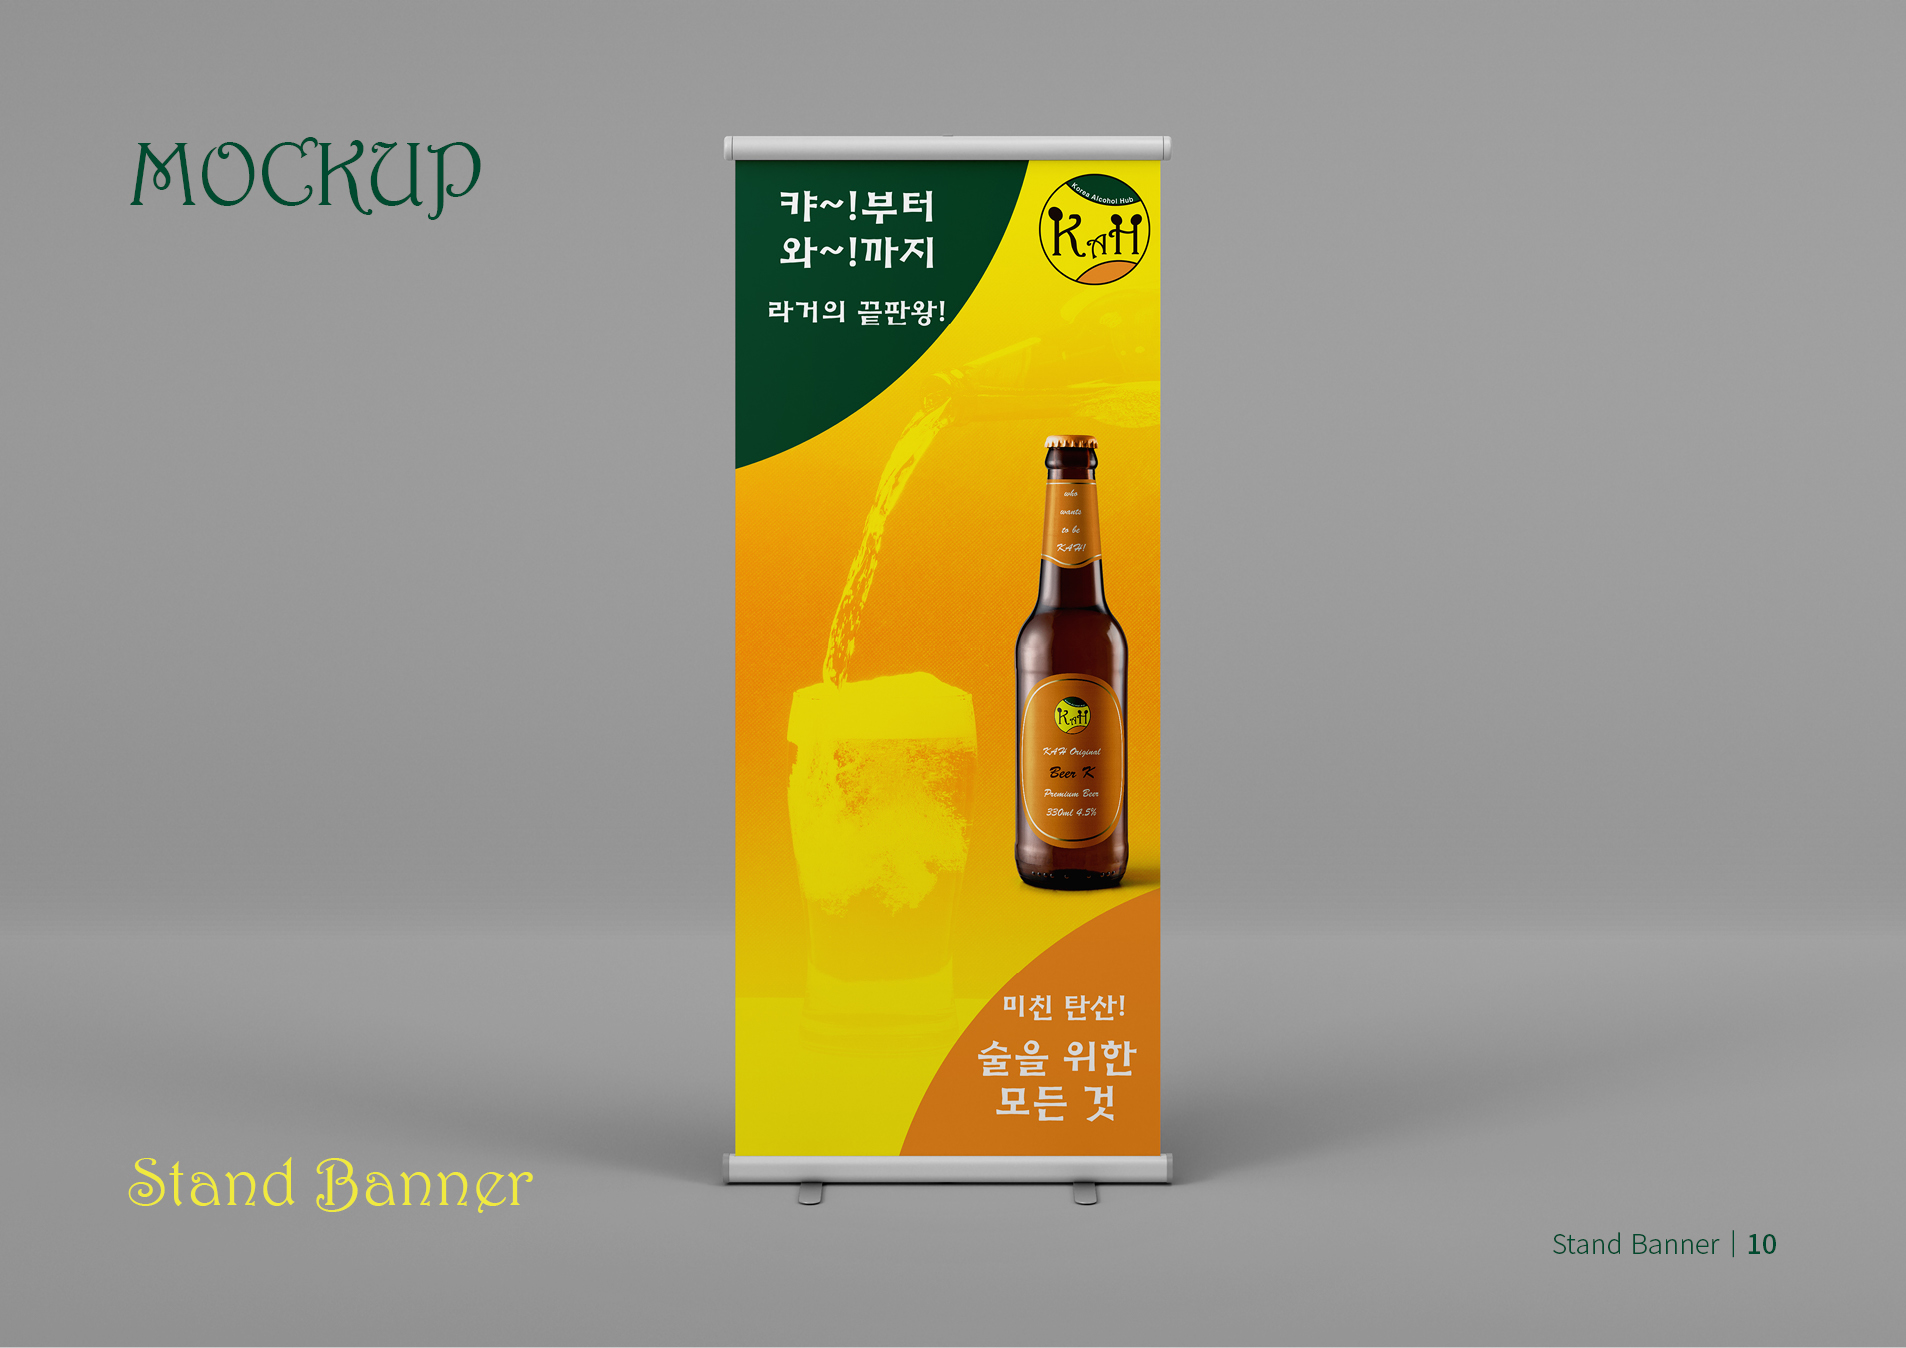 MOCKUP
캬~!부터
와~!까지
라거의 끝판왕!
Korea Alcohol Hub
KAH
who
wants
to be
KAH!
KAH
KAH Original
Beer K
Premium Beer
330ml 4.5%
미친 탄산!
술을 위한
모든 것
Stand Banner
Stand Banner | 10